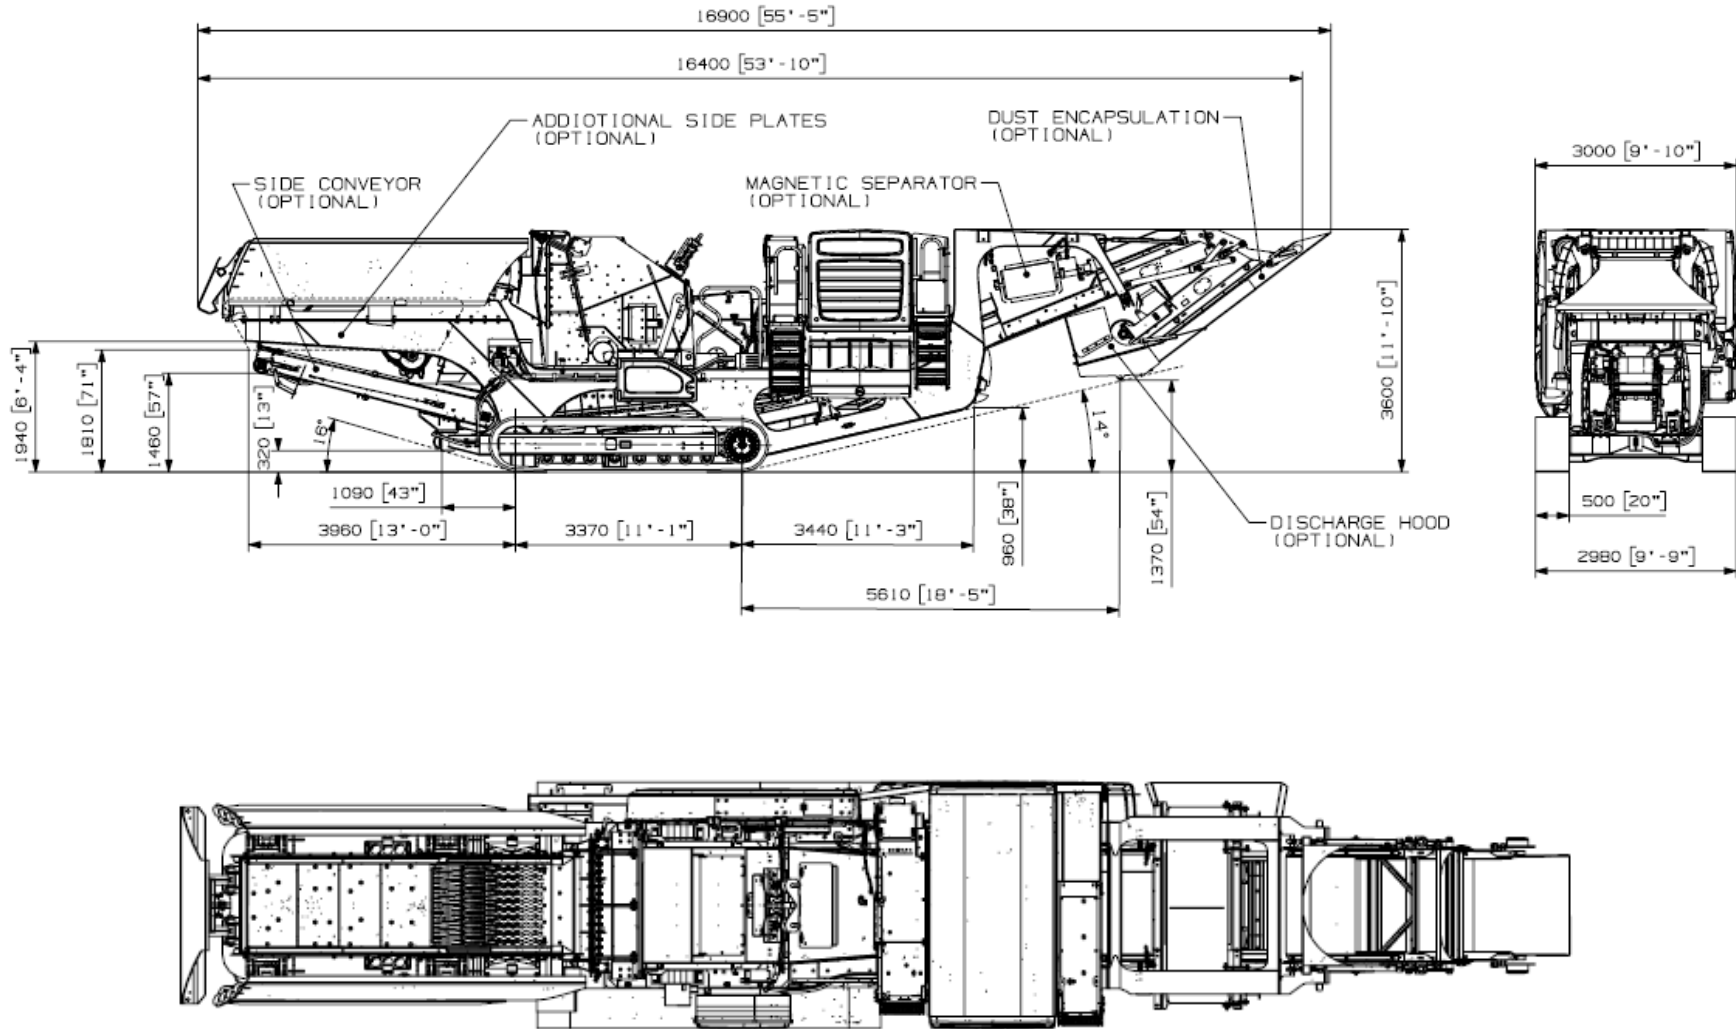 16900 [55'-5"]
16400 [53'-10"]
ADDIOTIONAL SIDE PLATES
(OPTIONAL)
DUST ENCAPSULATION
(OPTIONAL)
SIDE CONVEYOR
(OPTIONAL)
MAGNETIC SEPARATOR
(OPTIONAL)
3000 [9'-10"]
1940 [6'-4"]
1810 [71"]
1460 [57"]
320 [13"]
16°
14°
3600 [11'-10"]
1090 [43"]
3960 [13'-0"]
3370 [11'-1"]
3440 [11'-3"]
960 [38"]
1370 [54"]
5610 [18'-5"]
DISCHARGE HOOD
(OPTIONAL)
500 [20"]
2980 [9'-9"]